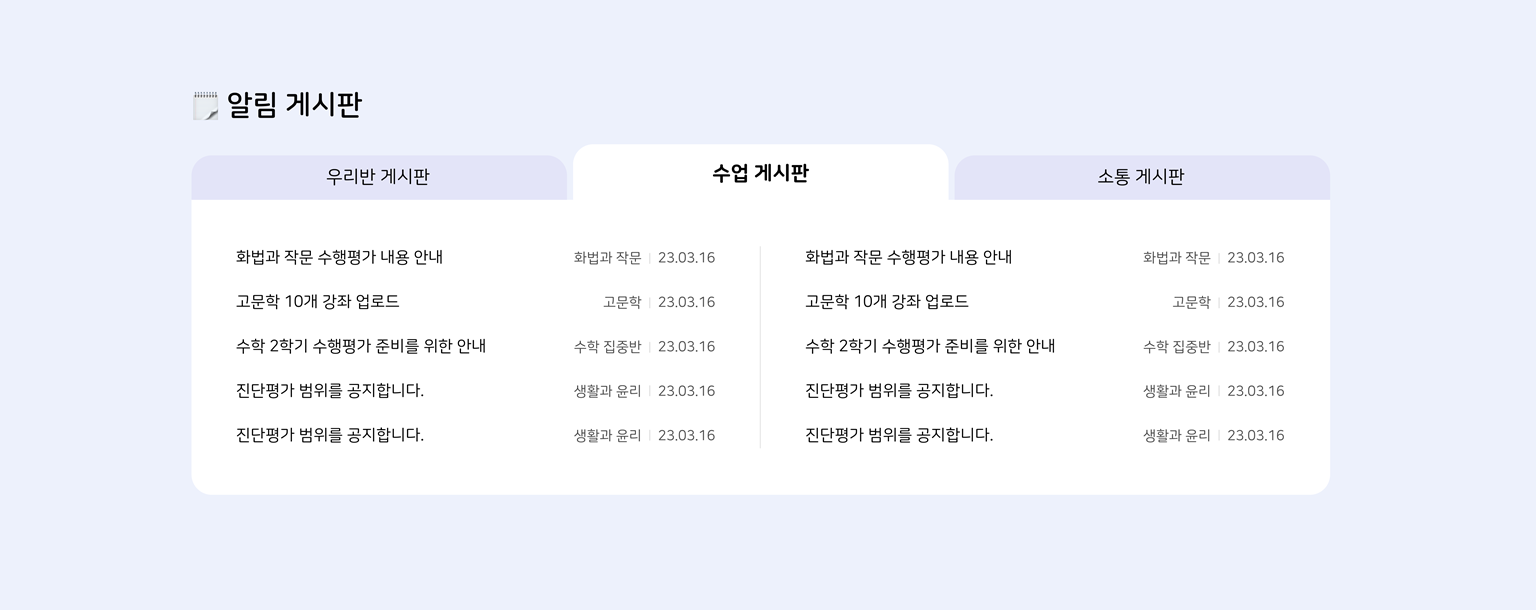 알림 게시판
우리반 게시판
수업 게시판
소통 게시판
화법과 작문 수행평가 내용 안내 화법과 작문 | 23.03.16
고문학 10개 강좌 업로드 고문학 | 23.03.16
수학 2학기 수행평가 준비를 위한 안내 수학 집중반 | 23.03.16
진단평가 범위를 공지합니다. 생활과 윤리 | 23.03.16
진단평가 범위를 공지합니다. 생활과 윤리 | 23.03.16
화법과 작문 수행평가 내용 안내 화법과 작문 | 23.03.16
고문학 10개 강좌 업로드 고문학 | 23.03.16
수학 2학기 수행평가 준비를 위한 안내 수학 집중반 | 23.03.16
진단평가 범위를 공지합니다. 생활과 윤리 | 23.03.16
진단평가 범위를 공지합니다. 생활과 윤리 | 23.03.16